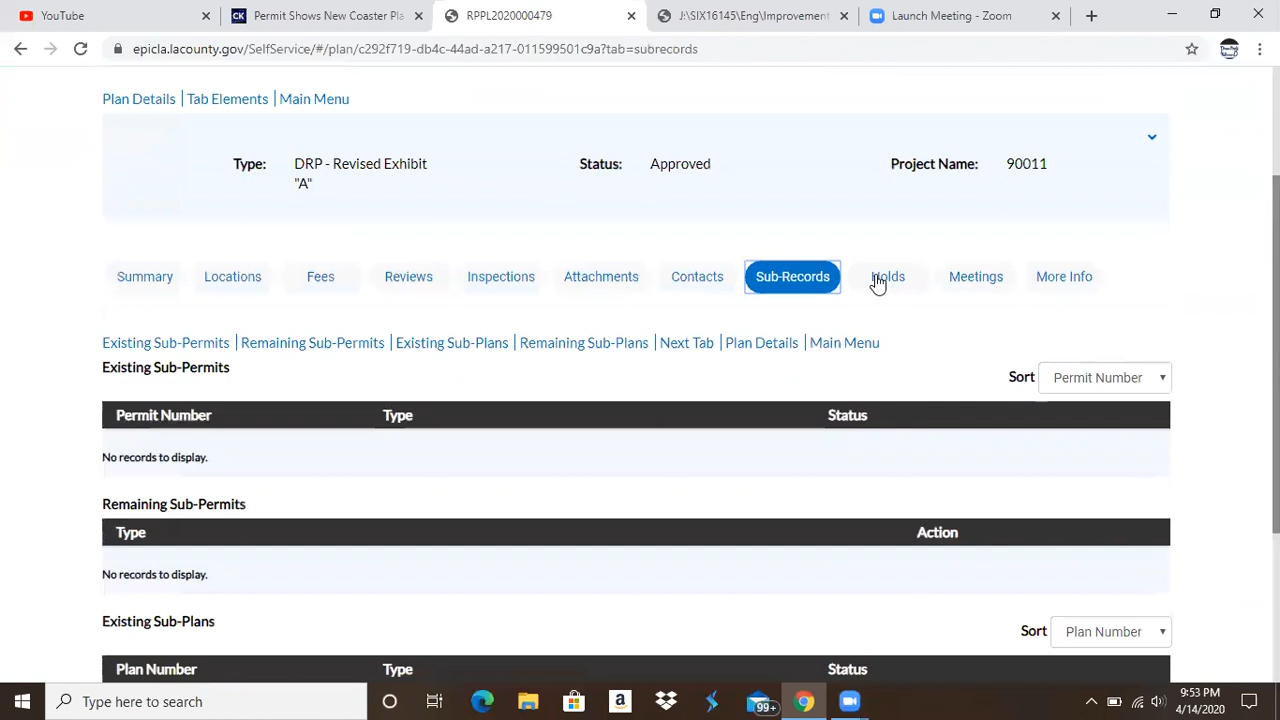 YouTube
CK Permit Shows New Coaster Pl
RPPL2020000479
J:\SIX16145\Eng\Improvement
Launch Meeting - Zoom
epicla.lacounty.gov/SelfService/#/plan/c292f719-db4c-44ad-a217-011599501c9a?tab=subrecords
Plan Details | Tab Elements | Main Menu
Type: DRP - Revised Exhibit "A"
Status: Approved
Project Name: 90011
Summary Locations Fees Reviews Inspections Attachments Contacts Sub-Records Holds Meetings More Info
Existing Sub-Permits | Remaining Sub-Permits | Existing Sub-Plans | Remaining Sub-Plans | Next Tab | Plan Details | Main Menu
Existing Sub-Permits
Sort Permit Number
Permit Number Type Status
No records to display.
Remaining Sub-Permits
Type Action
No records to display.
Existing Sub-Plans
Sort Plan Number
Plan Number Type Status
Type here to search
a
99+
9:53 PM
4/14/2020